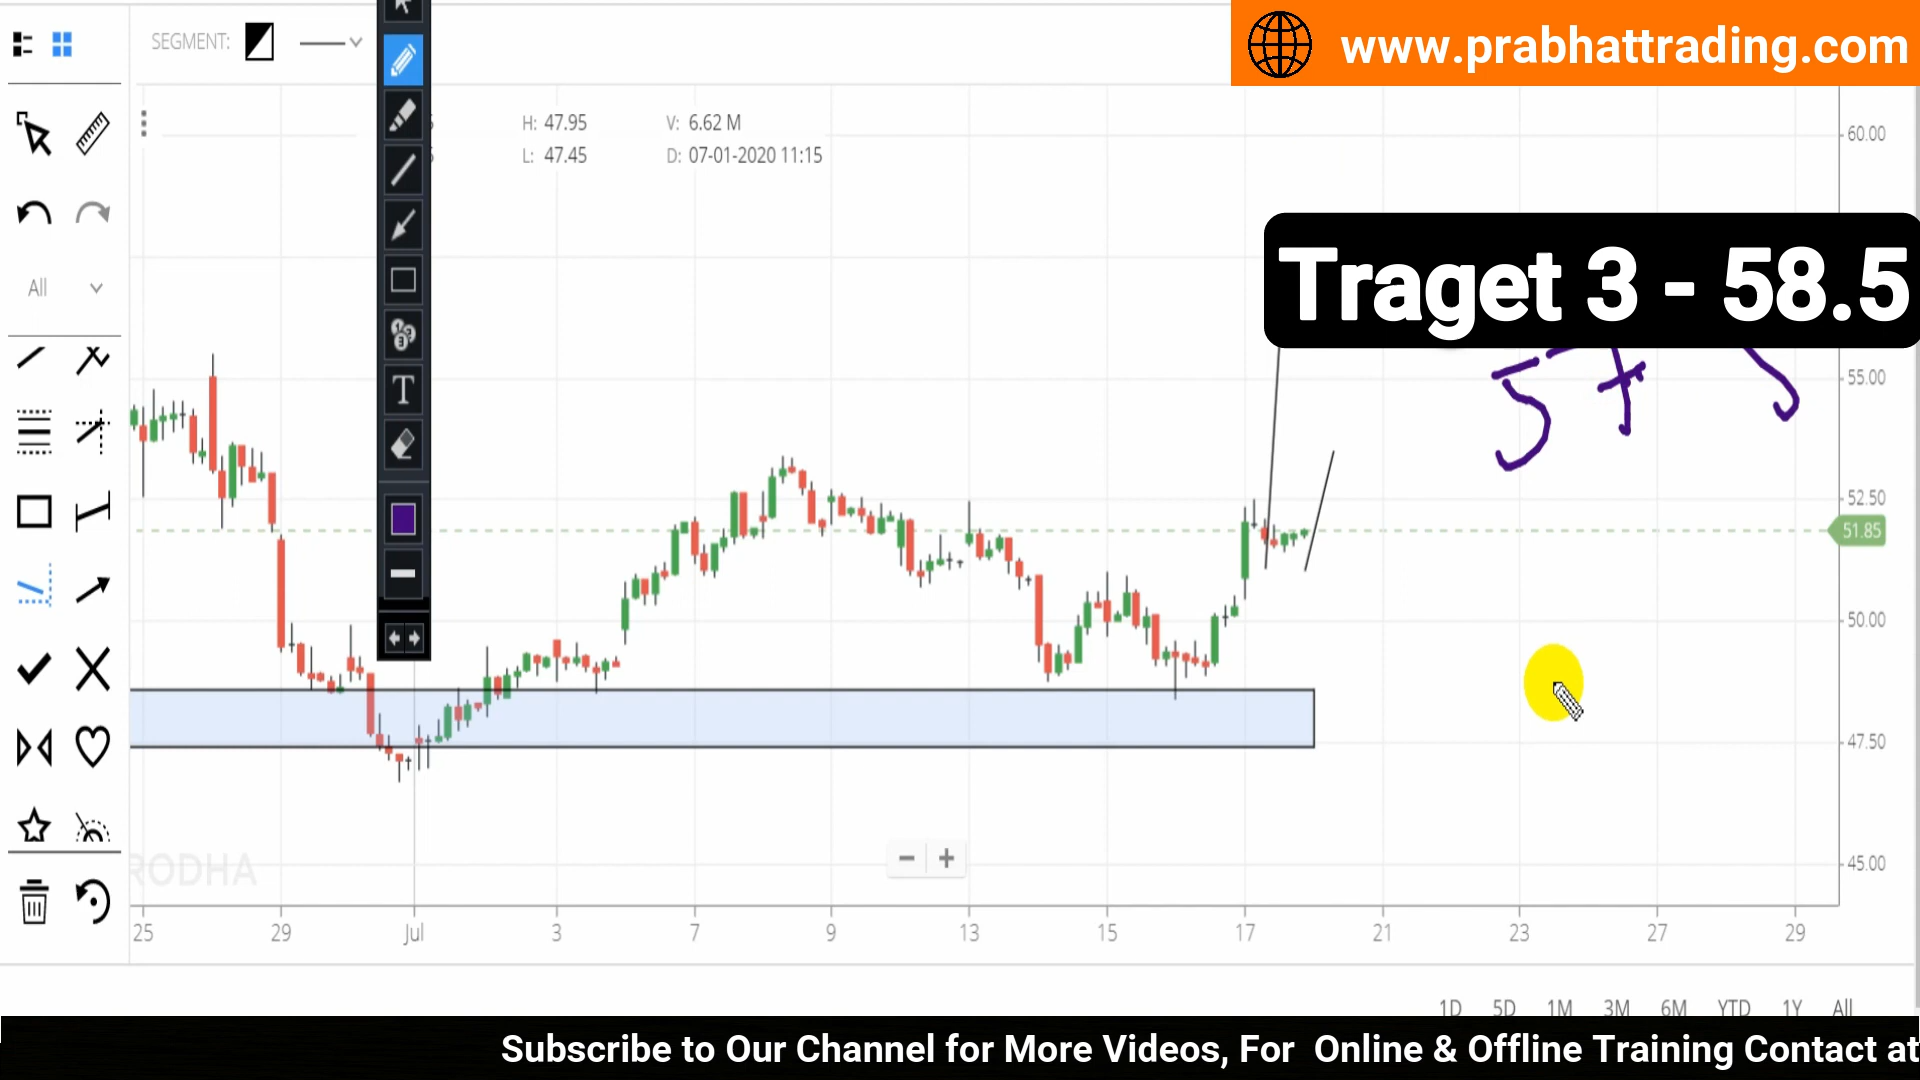 SEGMENT:
www.prabhattrading.com
H: 47.95 V: 6.62 M
L: 47.45 D: 07-01-2020 11:15
60.00
Traget 3 - 58.5
All
57
55.00
T
52.50
51.85
50.00
47.50
45.00
RODHA
25 29 Jul 3 7 9 13 15 17 21 23 27 29
1D 5D 1M 3M 6M YTD 1Y All
Subscribe to Our Channel for More Videos, For Online & Offline Training Contact at